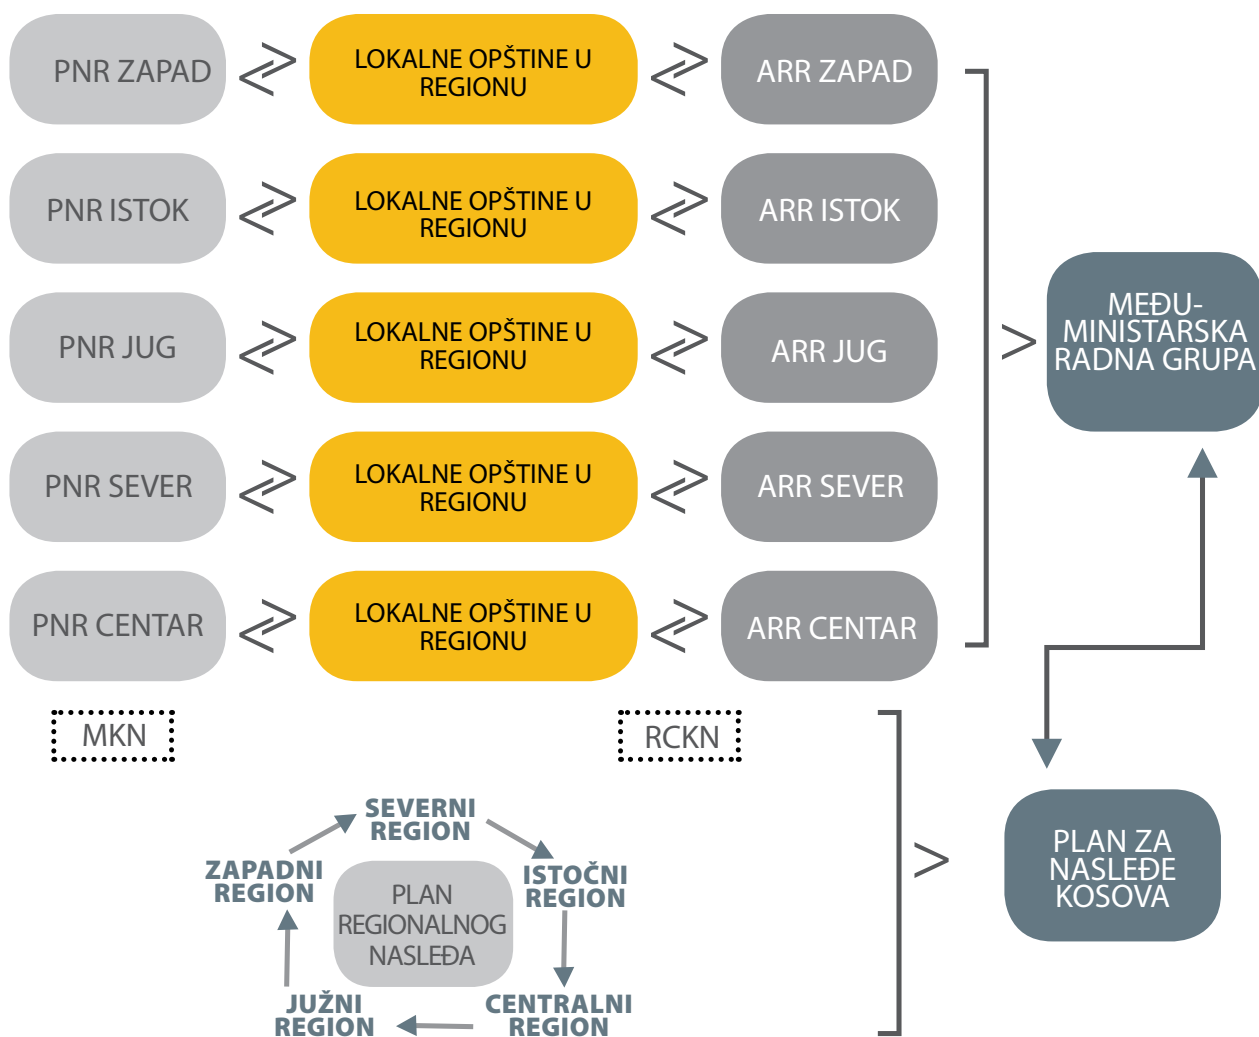 PNR ZAPAD
LOKALNE OPŠTINE U
REGIONU
ARR ZAPAD
PNR ISTOK
LOKALNE OPŠTINE U
REGIONU
ARR ISTOK
PNR JUG
LOKALNE OPŠTINE U
REGIONU
ARR JUG
PNR SEVER
LOKALNE OPŠTINE U
REGIONU
ARR SEVER
PNR CENTAR
LOKALNE OPŠTINE U
REGIONU
ARR CENTAR
MEĐU-
MINISTARSKA
RADNA GRUPA
MKN
RCKN
SEVERNI
REGION
ZAPADNI
REGION
ISTOČNI
REGION
PLAN
REGIONALNOG
NASLEĐA
JUŽNI
REGION
CENTRALNI
REGION
PLAN ZA
NASLEĐE
KOSOVA